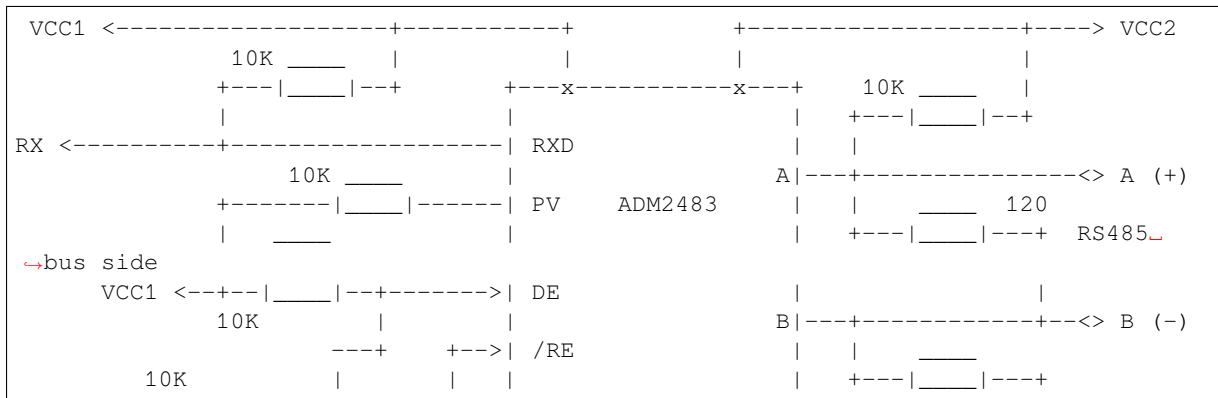 VCC1 <-------------------+-----------+              +-------------------+----> VCC2
                  10K ____     |           |              |                   |
                 +---|____|--+         +---x-----------x---+     10K ____    |
                 |                     |                   |    +---|____|--+
RX <----------+-------------------| RXD               |    |
                     10K ____          |                  A|---+---------------<> A (+)
                 +-------|____|------| PV    ADM2483     |   |    ____  120
                 |   ____              |                   |   +---|____|---+  RS485␣
↪bus side
      VCC1 <--+--|____|--+------->| DE                |                |
              10K        |        |                  B|---+------------+--<> B (-)
                      ---+    +-->| /RE               |   |    ____
         10K          |       |   |                   |   +---|____|---+